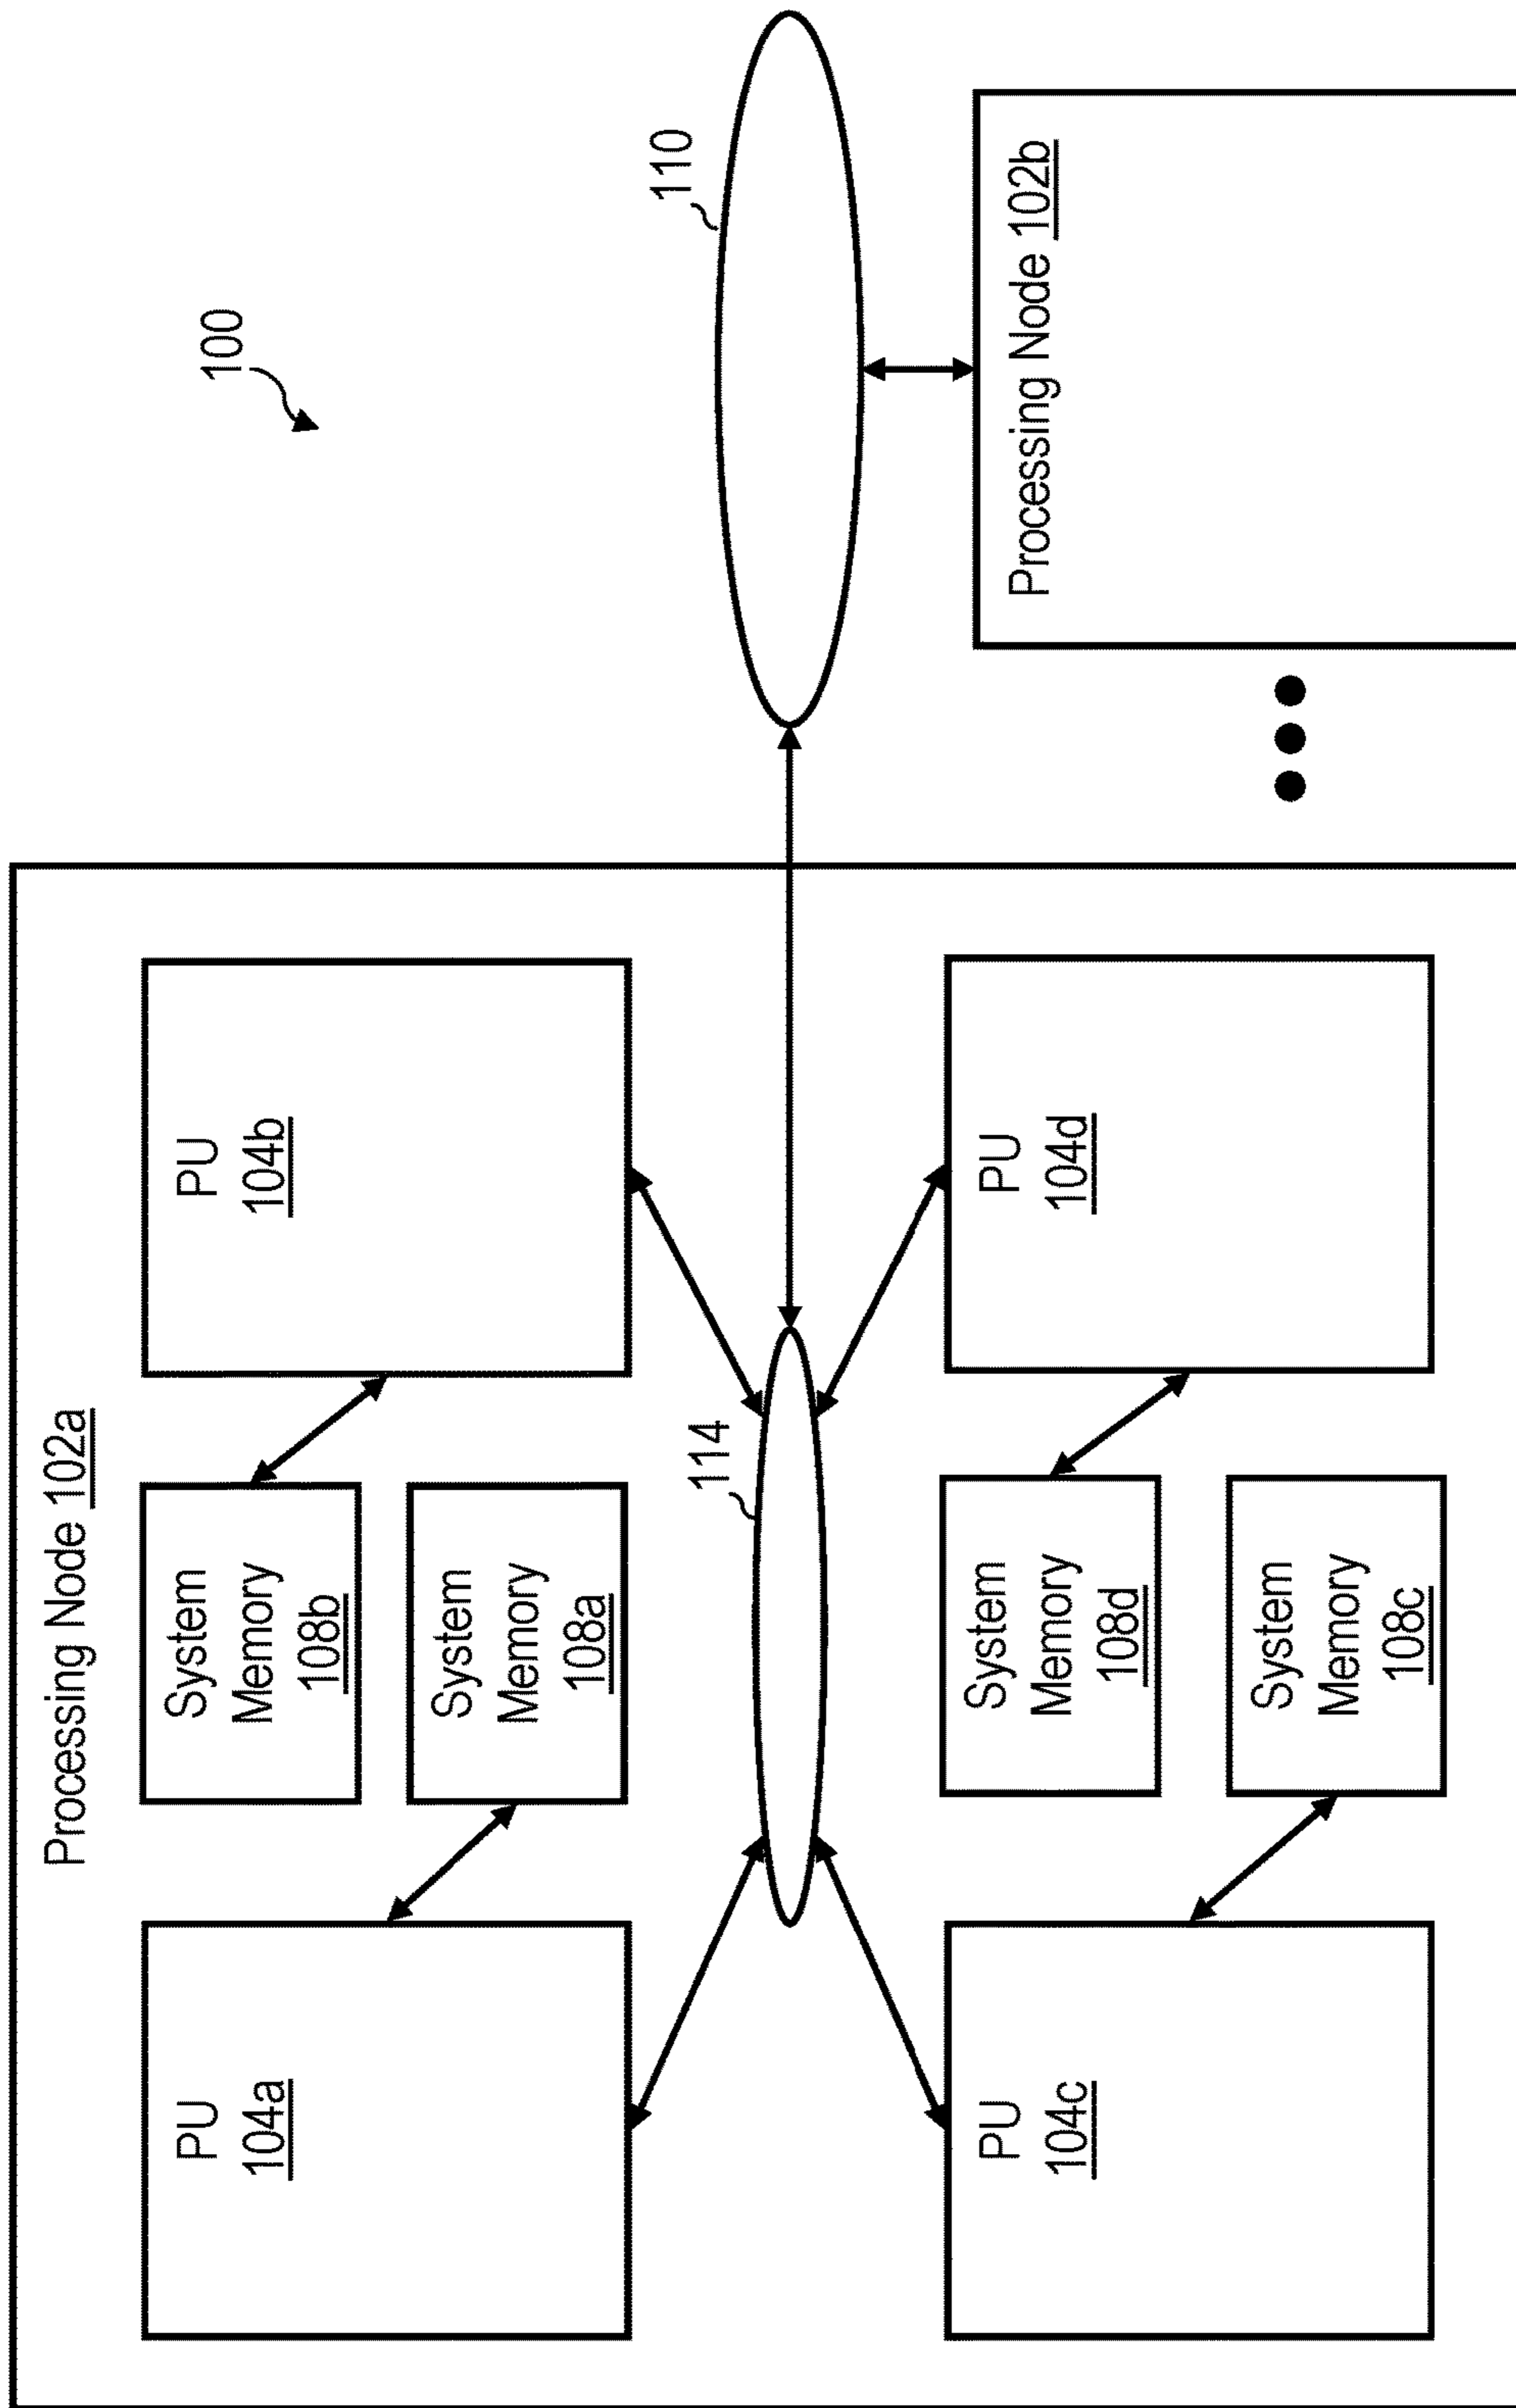 100
Processing Node 102a
PU
104a
System
Memory
108b
System
Memory
108a
PU
104b
114
110
PU
104c
System
Memory
108d
System
Memory
108c
PU
104d
Processing Node 102b